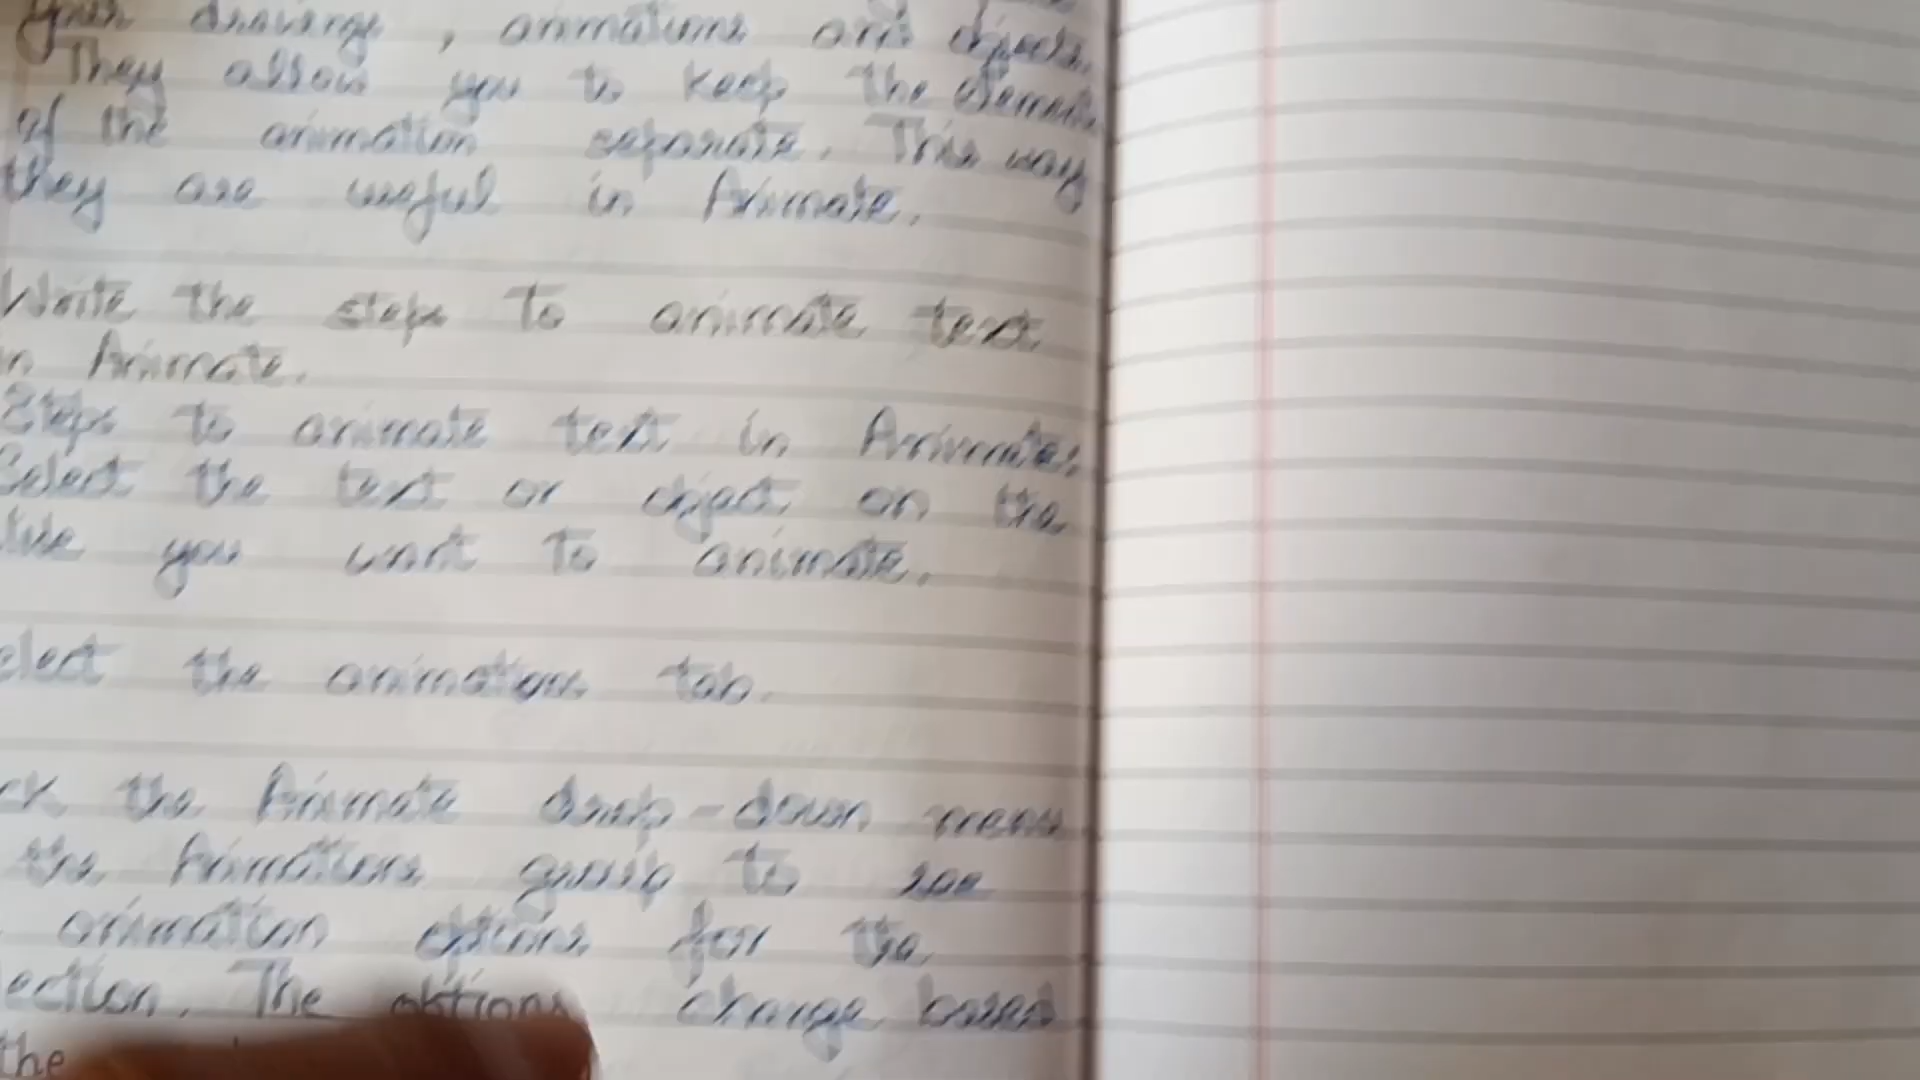 your drawings, animations and objects.
They allow you to keep the elements
of the animation separate. This way
they are useful in Animate.
Write the steps to animate text
in Animate.
Steps to animate text in Animate:
Select the text or object on the
you want to animate.
elect the animations tab.
ck the Animate drop-down menu
the Animations group to see
animation options for the
ection. The options change based
the